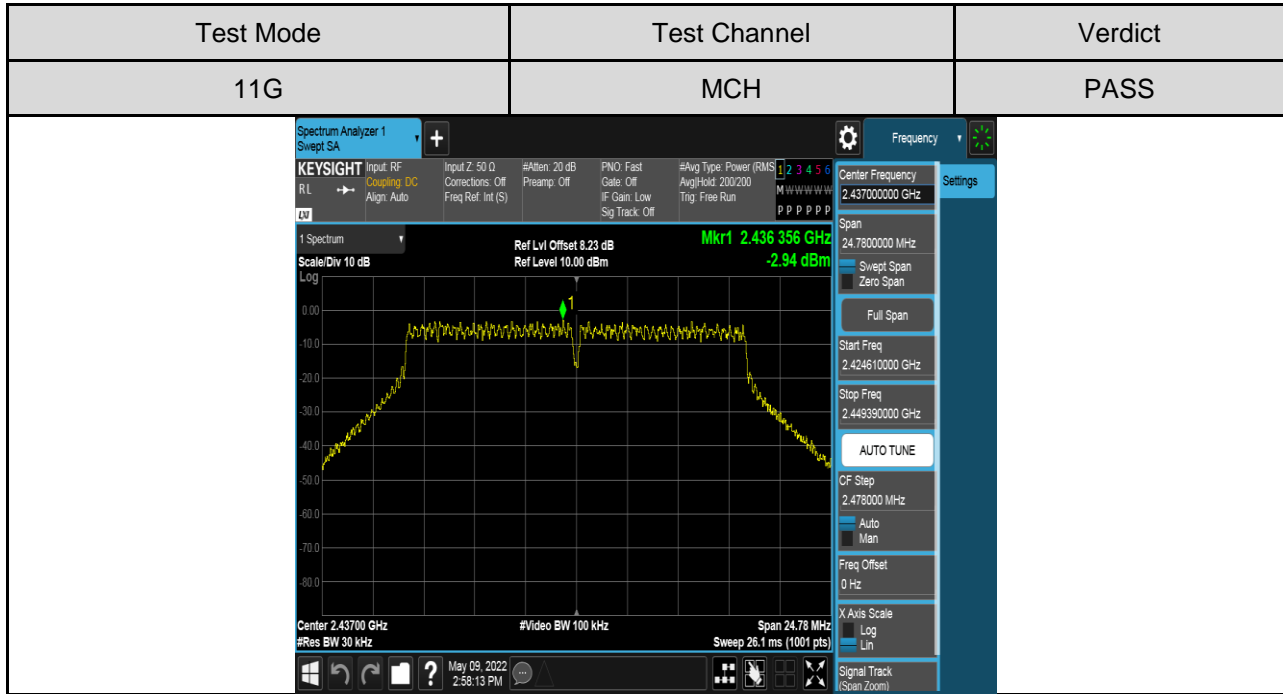 Test Mode Test Channel Verdict
11G MCH PASS
Spectrum Analyzer 1
Swept SA
+
Frequency
KEYSIGHT
RL
LXI
Input: RF
Coupling: DC
Align: Auto
Input Z: 50 Ω
Corrections: Off
Freq Ref: Int (S)
#Atten: 20 dB
Preamp: Off
PNO: Fast
Gate: Off
IF Gain: Low
Sig Track: Off
#Avg Type: Power (RMS
Avg|Hold: 200/200
Trig: Free Run
1 2 3 4 5 6
M W W W W W
P P P P P P
1 Spectrum
Scale/Div 10 dB
Log
Ref Lvl Offset 8.23 dB
Ref Level 10.00 dBm
Mkr1 2.436 356 GHz
-2.94 dBm
1
0.00
-10.0
-20.0
-30.0
-40.0
-50.0
-60.0
-70.0
-80.0
Center 2.43700 GHz
#Res BW 30 kHz
#Video BW 100 kHz
Span 24.78 MHz
Sweep 26.1 ms (1001 pts)
?
May 09, 2022
2:58:13 PM
Center Frequency
2.437000000 GHz
Span
24.7800000 MHz
Swept Span
Zero Span
Full Span
Start Freq
2.424610000 GHz
Stop Freq
2.449390000 GHz
AUTO TUNE
CF Step
2.478000 MHz
Auto
Man
Freq Offset
0 Hz
X Axis Scale
Log
Lin
Signal Track
(Span Zoom)
Settings